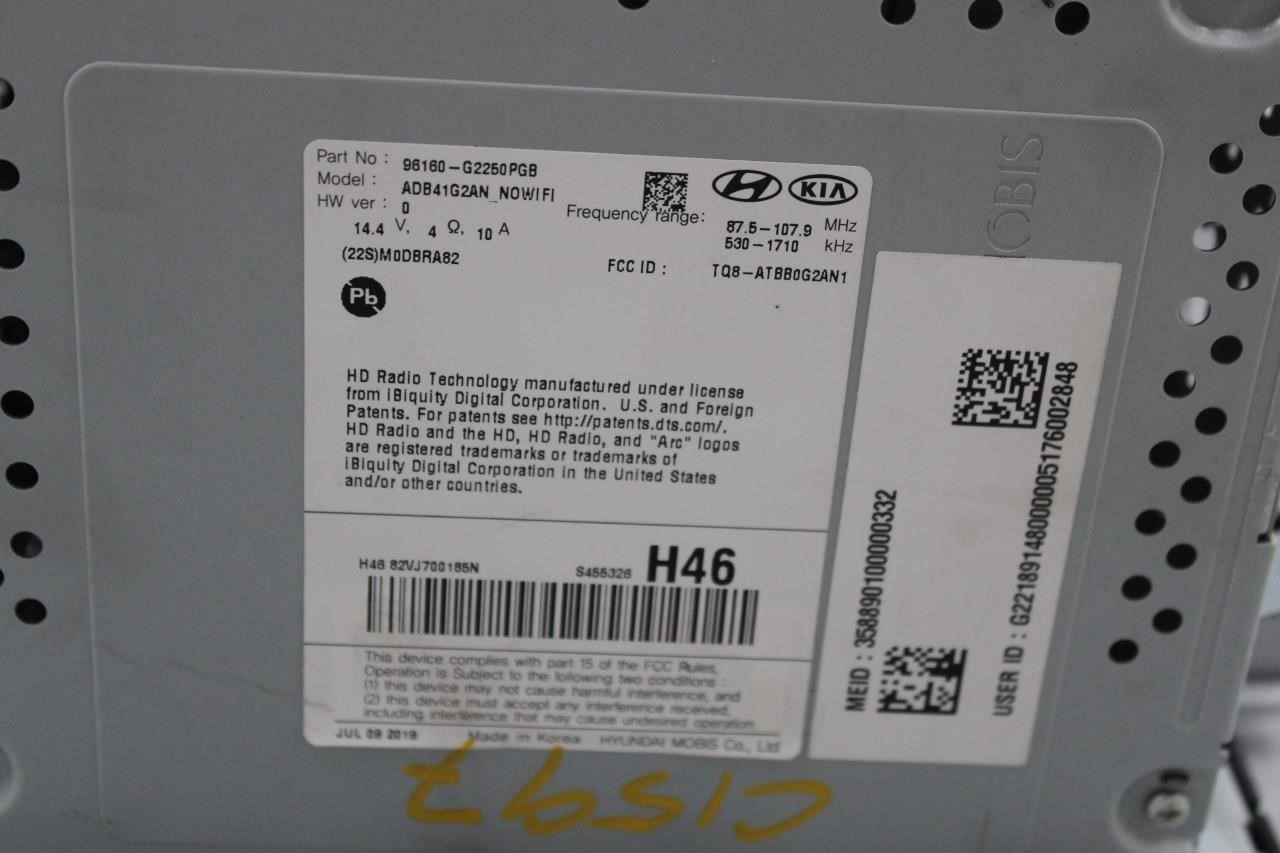 MOBIS
Part No : 96160-G2250PGB
Model : ADB41G2AN_NOWIFI
HW ver : 0
14.4 V, 4 Ω, 10 A
(22S)M0DBRA82
KIA
Frequency range: 87.5-107.9 MHz
530-1710 kHz
FCC ID : TQ8-ATBB0G2AN1
Pb
HD Radio Technology manufactured under license
from iBiquity Digital Corporation. U.S. and Foreign
Patents. For patents see http://patents.dts.com/.
HD Radio and the HD, HD Radio, and "Arc" logos
are registered trademarks or trademarks of
iBiquity Digital Corporation in the United States
and/or other countries.
H46 82VJ700185N S455326 H46
This device complies with part 15 of the FCC Rules,
Operation is Subject to the following two conditions :
(1) this device may not cause harmful interference, and
(2) this device must accept any interference received,
including interference that may cause undesired operation
JUL 09 2019 Made in Korea HYUNDAI MOBIS Co., Ltd
MEID : 35889010000332
USER ID : G22189148000005176002848
C1597